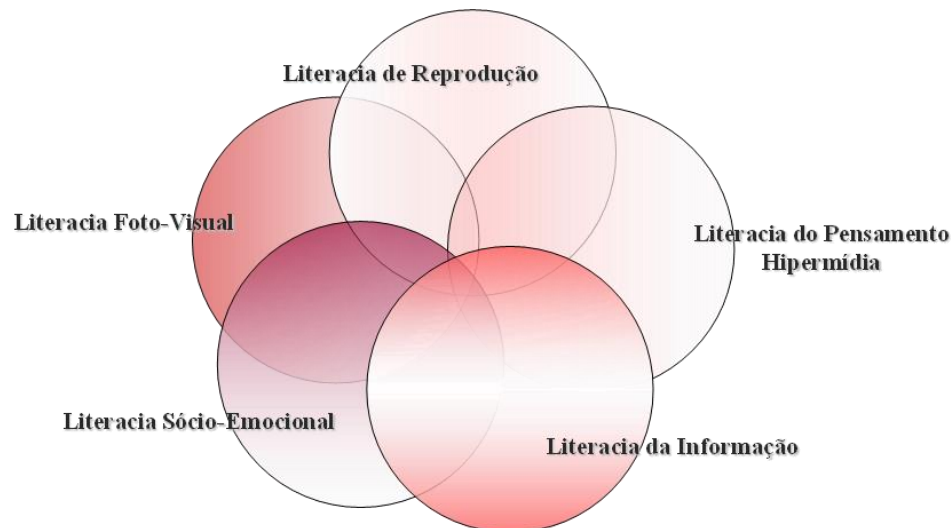 Literacia de Reprodução
Literacia Foto-Visual
Literacia do Pensamento
Hipermídia
Literacia Sócio-Emocional
Literacia da Informação